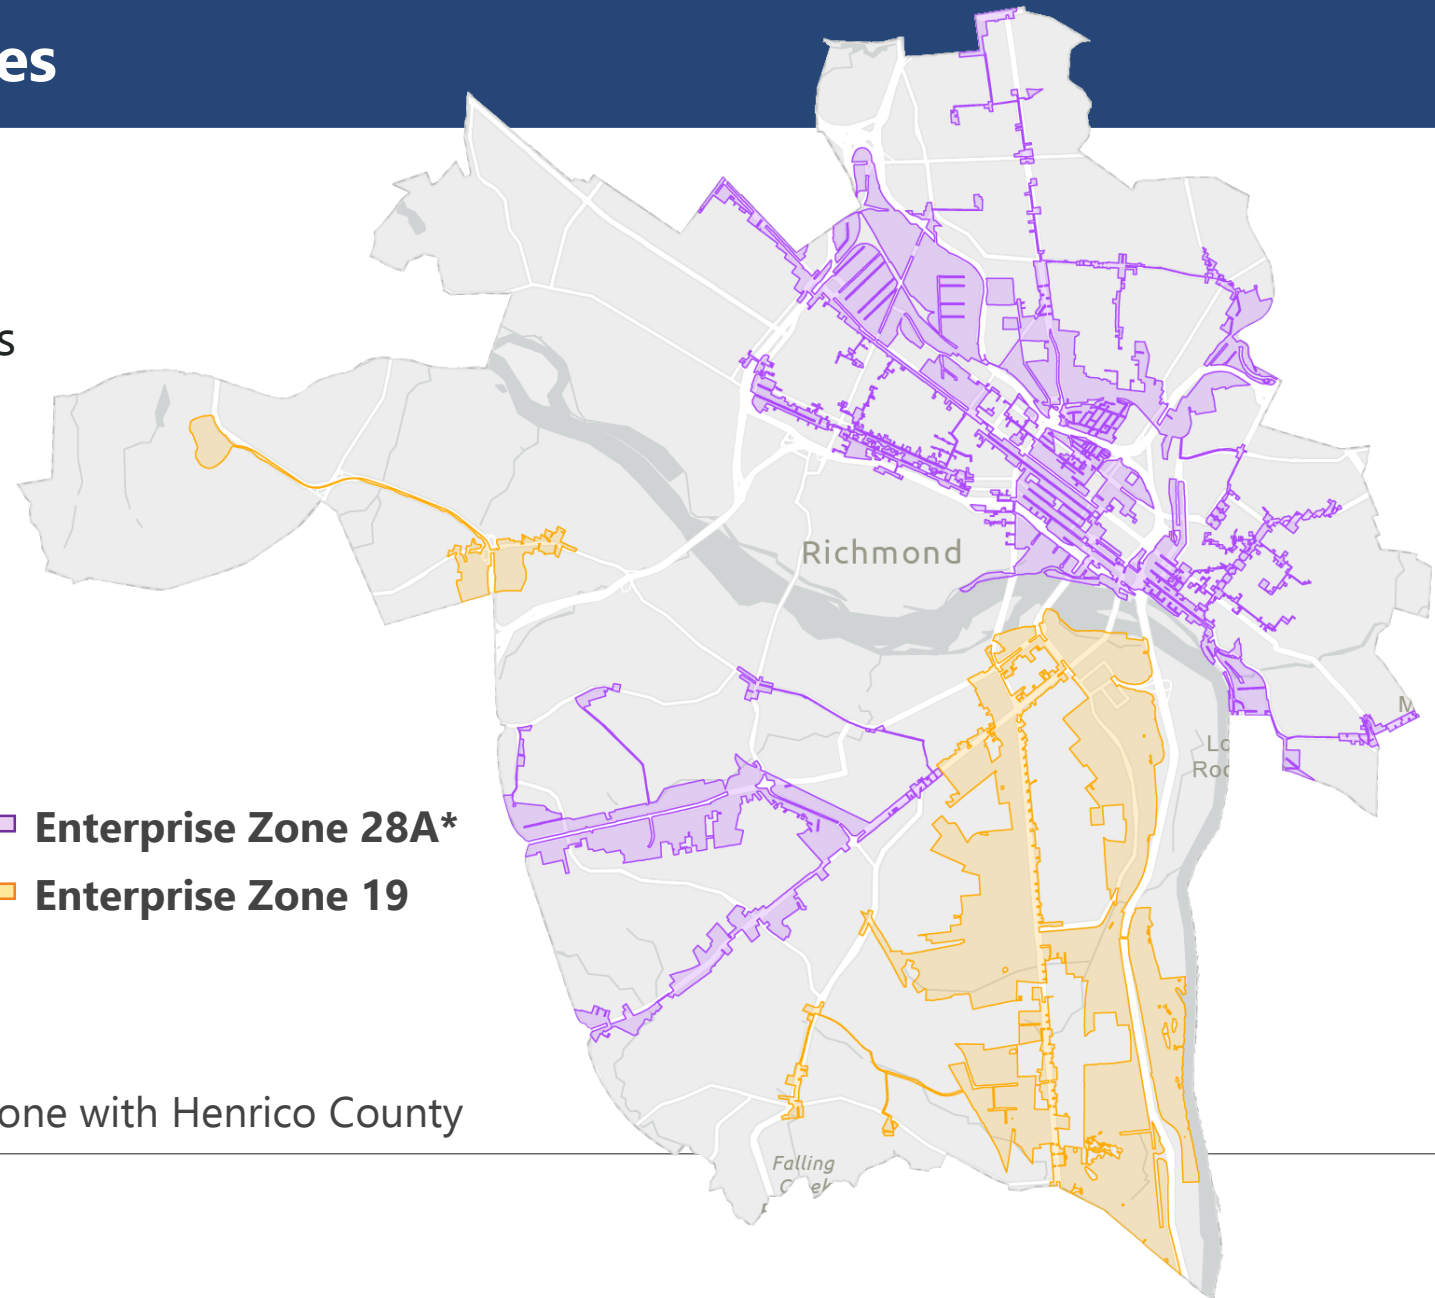 es
s
Richmond
Enterprise Zone 28A*
Enterprise Zone 19
one with Henrico County
Falling